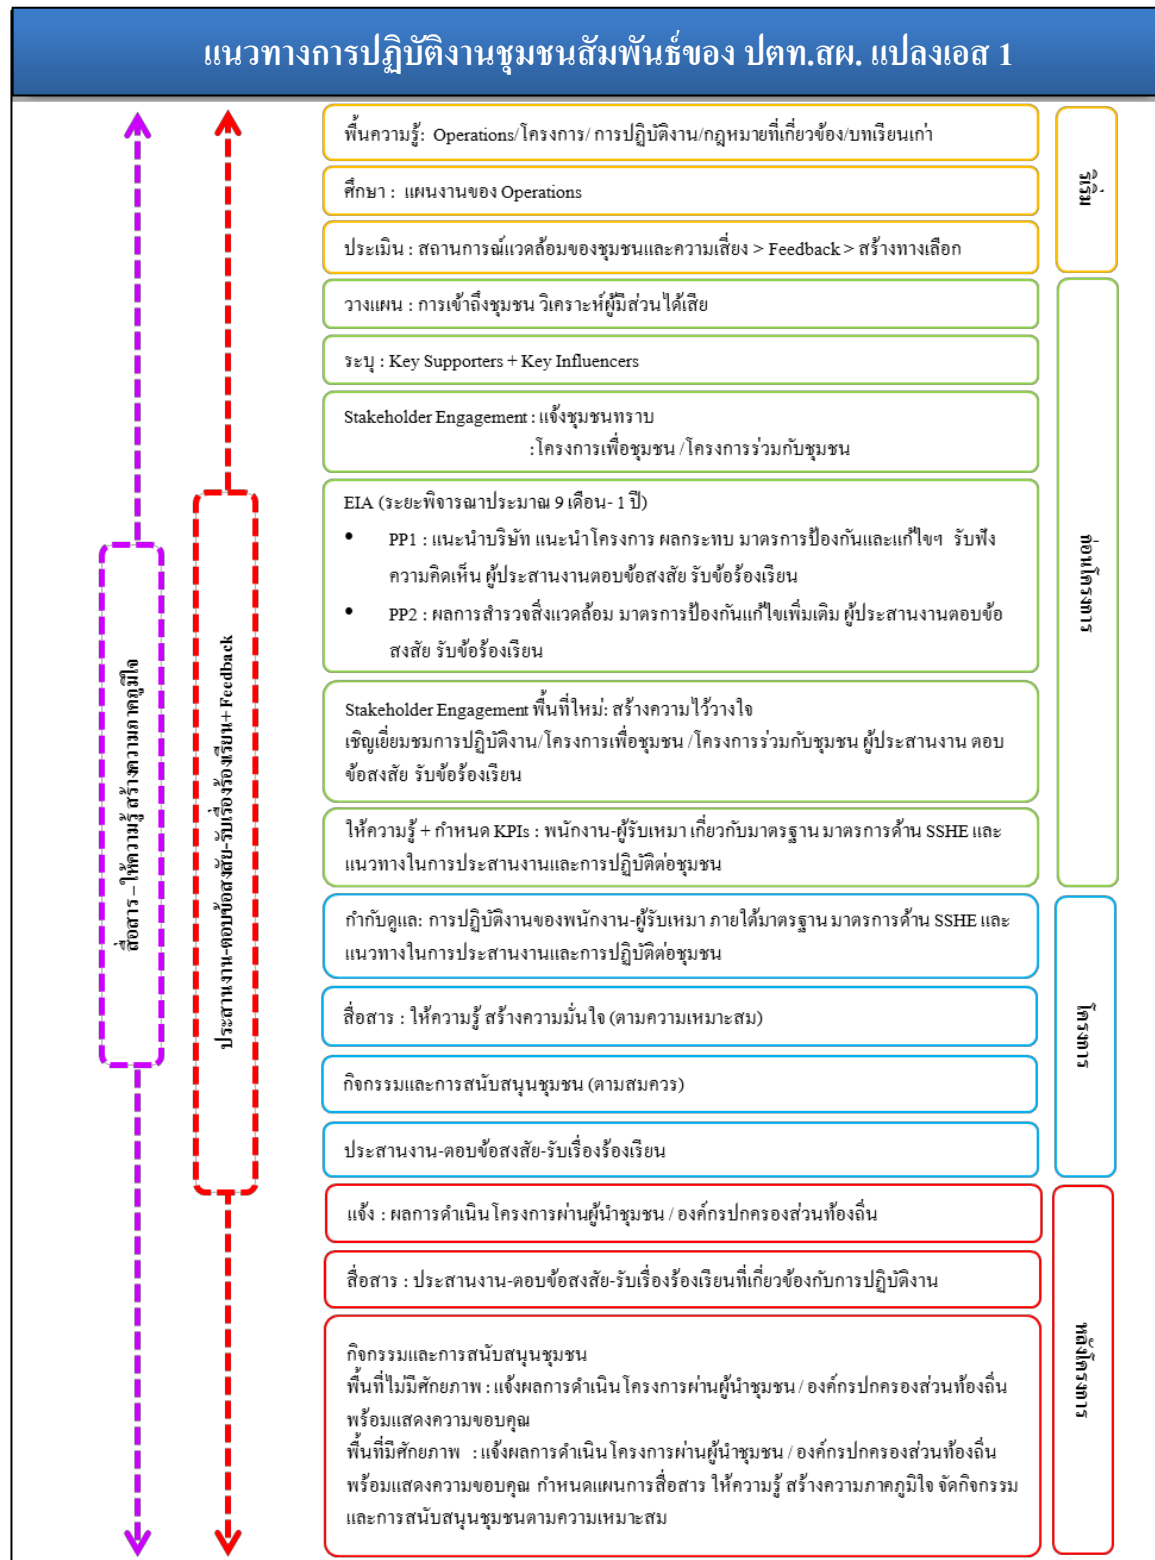 แนวทางการปฏิบัติงานชุมชนสัมพันธ์ของ ปตท.สผ. แปลงเอส 1
พื้นความรู้: Operations/โครงการ/ การปฏิบัติงาน/กฎหมายที่เกี่ยวข้อง/บทเรียนเก่า
ศึกษา : แผนงานของ Operations
ประเมิน : สถานการณ์แวดล้อมของชุมชนและความเสี่ยง > Feedback > สร้างทางเลือก
ริเริ่ม
วางแผน : การเข้าถึงชุมชน วิเคราะห์ผู้มีส่วนได้เสีย
ระบุ : Key Supporters + Key Influencers
Stakeholder Engagement : แจ้งชุมชนทราบ
:โครงการเพื่อชุมชน /โครงการร่วมกับชุมชน
EIA (ระยะพิจารณาประมาณ 9 เดือน- 1 ปี)
• PP1 : แนะนำบริษัท แนะนำโครงการ ผลกระทบ มาตรการป้องกันและแก้ไขฯ รับฟัง
ความคิดเห็น ผู้ประสานงานตอบข้อสงสัย รับข้อร้องเรียน
• PP2 : ผลการสำรวจสิ่งแวดล้อม มาตรการป้องกันแก้ไขเพิ่มเติม ผู้ประสานงานตอบข้อ
สงสัย รับข้อร้องเรียน
Stakeholder Engagement พื้นที่ใหม่: สร้างความไว้วางใจ
เชิญเยี่ยมชมการปฏิบัติงาน/โครงการเพื่อชุมชน /โครงการร่วมกับชุมชน ผู้ประสานงาน ตอบ
ข้อสงสัย รับข้อร้องเรียน
ให้ความรู้ + กำหนด KPIs : พนักงาน-ผู้รับเหมา เกี่ยวกับมาตรฐาน มาตรการด้าน SSHE และ
แนวทางในการประสานงานและการปฏิบัติต่อชุมชน
ก่อนโครงการ
กำกับดูแล: การปฏิบัติงานของพนักงาน-ผู้รับเหมา ภายใต้มาตรฐาน มาตรการด้าน SSHE และ
แนวทางในการประสานงานและการปฏิบัติต่อชุมชน
สื่อสาร : ให้ความรู้ สร้างความมั่นใจ (ตามความเหมาะสม)
กิจกรรมและการสนับสนุนชุมชน (ตามสมควร)
ประสานงาน-ตอบข้อสงสัย-รับเรื่องร้องเรียน
โครงการ
แจ้ง : ผลการดำเนินโครงการผ่านผู้นำชุมชน / องค์กรปกครองส่วนท้องถิ่น
สื่อสาร : ประสานงาน-ตอบข้อสงสัย-รับเรื่องร้องเรียนที่เกี่ยวข้องกับการปฏิบัติงาน
กิจกรรมและการสนับสนุนชุมชน
พื้นที่ไม่มีศักยภาพ : แจ้งผลการดำเนินโครงการผ่านผู้นำชุมชน / องค์กรปกครองส่วนท้องถิ่น
พร้อมแสดงความขอบคุณ
พื้นที่มีศักยภาพ : แจ้งผลการดำเนินโครงการผ่านผู้นำชุมชน / องค์กรปกครองส่วนท้องถิ่น
พร้อมแสดงความขอบคุณ กำหนดแผนการสื่อสาร ให้ความรู้ สร้างความภาคภูมิใจ จัดกิจกรรม
และการสนับสนุนชุมชนตามความเหมาะสม
หลังโครงการ
สื่อสาร – ให้ความรู้ สร้างความภาคภูมิใจ
ประสานงาน-ตอบข้อสงสัย-รับเรื่องร้องเรียน+ Feedback